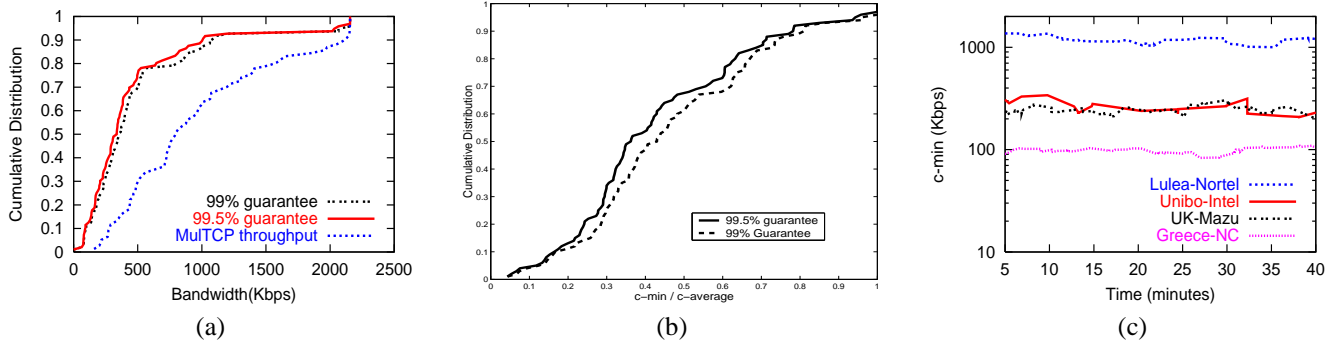 1
0.9
0.8
0.7
0.6
0.5
0.4
0.3
0.2
0.1
0
Cumulative Distribution
99% guarantee
99.5% guarantee
MulTCP throughput
0 500 1000 1500 2000 2500
Bandwidth(Kbps)
(a)
1
0.9
0.8
0.7
0.6
0.5
0.4
0.3
0.2
0.1
0
Cumulative Distribution
99.5% guarantee
99% Guarantee
0 0.1 0.2 0.3 0.4 0.5 0.6 0.7 0.8 0.9 1
c-min / c-average
(b)
1000
100
10
c-min (Kbps)
Lulea-Nortel
Unibo-Intel
UK-Mazu
Greece-NC
5 10 15 20 25 30 35 40
Time (minutes)
(c)